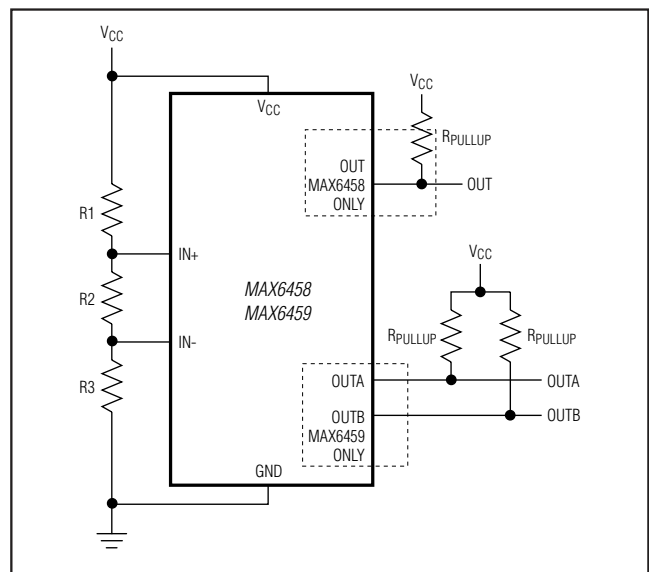 VCC
VCC
VCC
RPULLUP
OUT
MAX6458
ONLY
OUT
R1
IN+
R2
MAX6458
MAX6459
IN-
R3
VCC
RPULLUP
RPULLUP
OUTA
OUTA
OUTB
OUTB
MAX6459
ONLY
GND